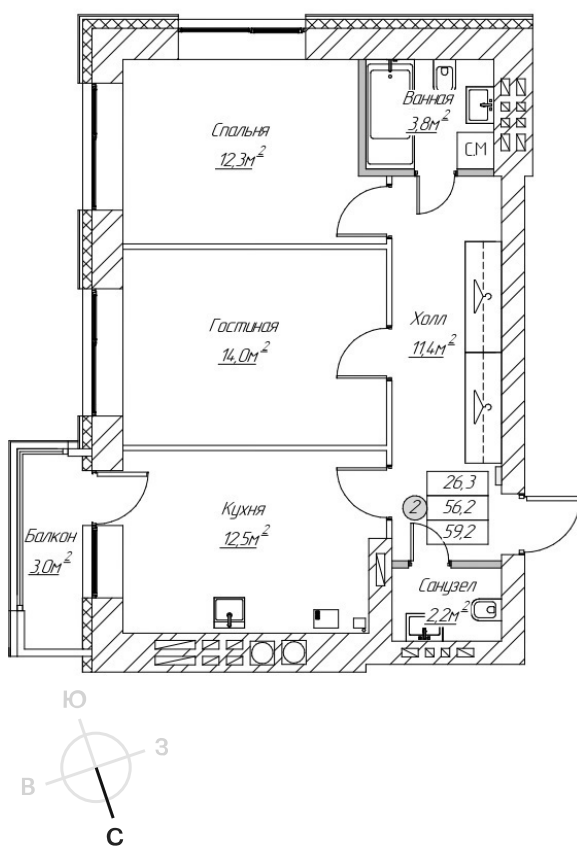 Спальня
12.3м²
Ванная
3,8м²
С.М
Гостиная
14.0м²
Холл
11,4м²
Кухня
12,5м²
Балкон
3,0м²
2
26,3
56,2
59,2
Санузел
2,2м²
Ю
З
В
С